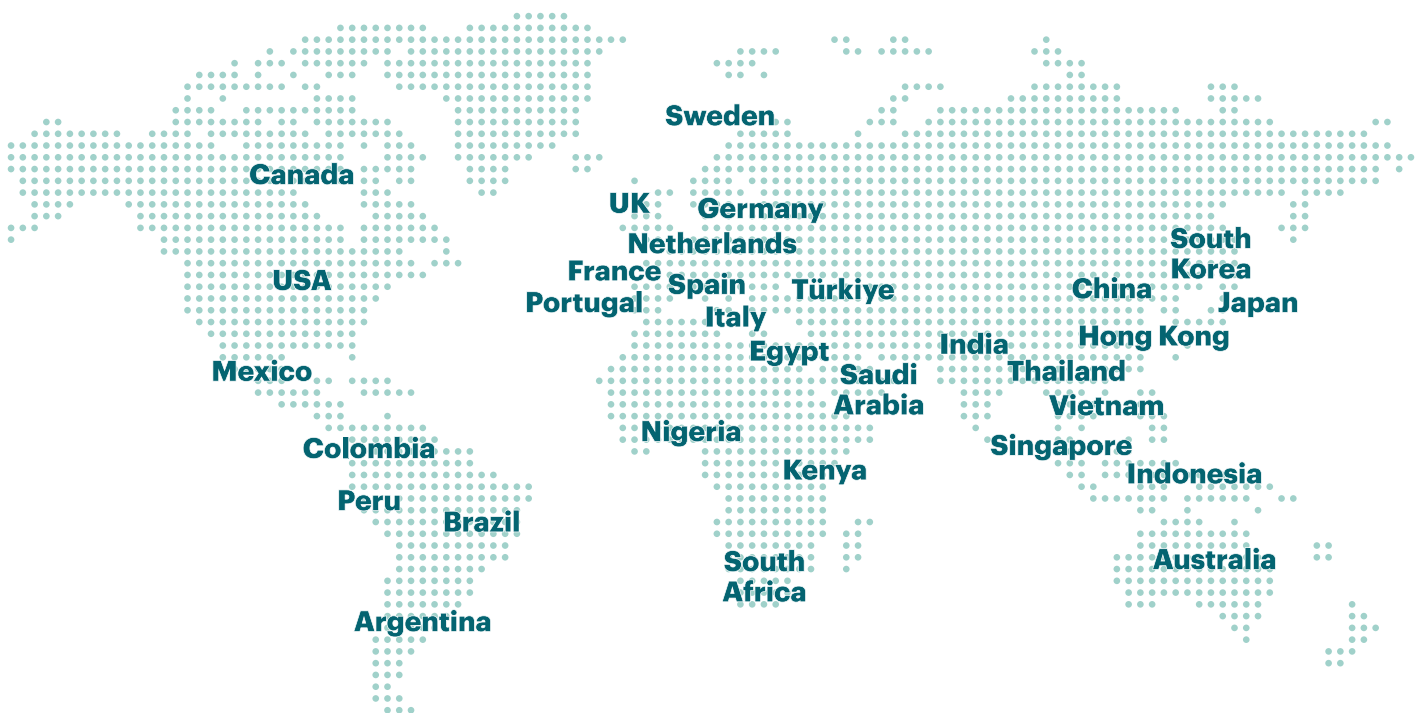 Sweden
Canada
UK
Germany
Netherlands
South
Korea
France
USA
Spain
Türkiye
China
Portugal
Japan
Italy
Hong Kong
India
Egypt
Mexico
Thailand
Saudi
Arabia
Vietnam
Nigeria
Singapore
Colombia
Kenya
Indonesia
Peru
Brazil
Australia
South
Africa
Argentina